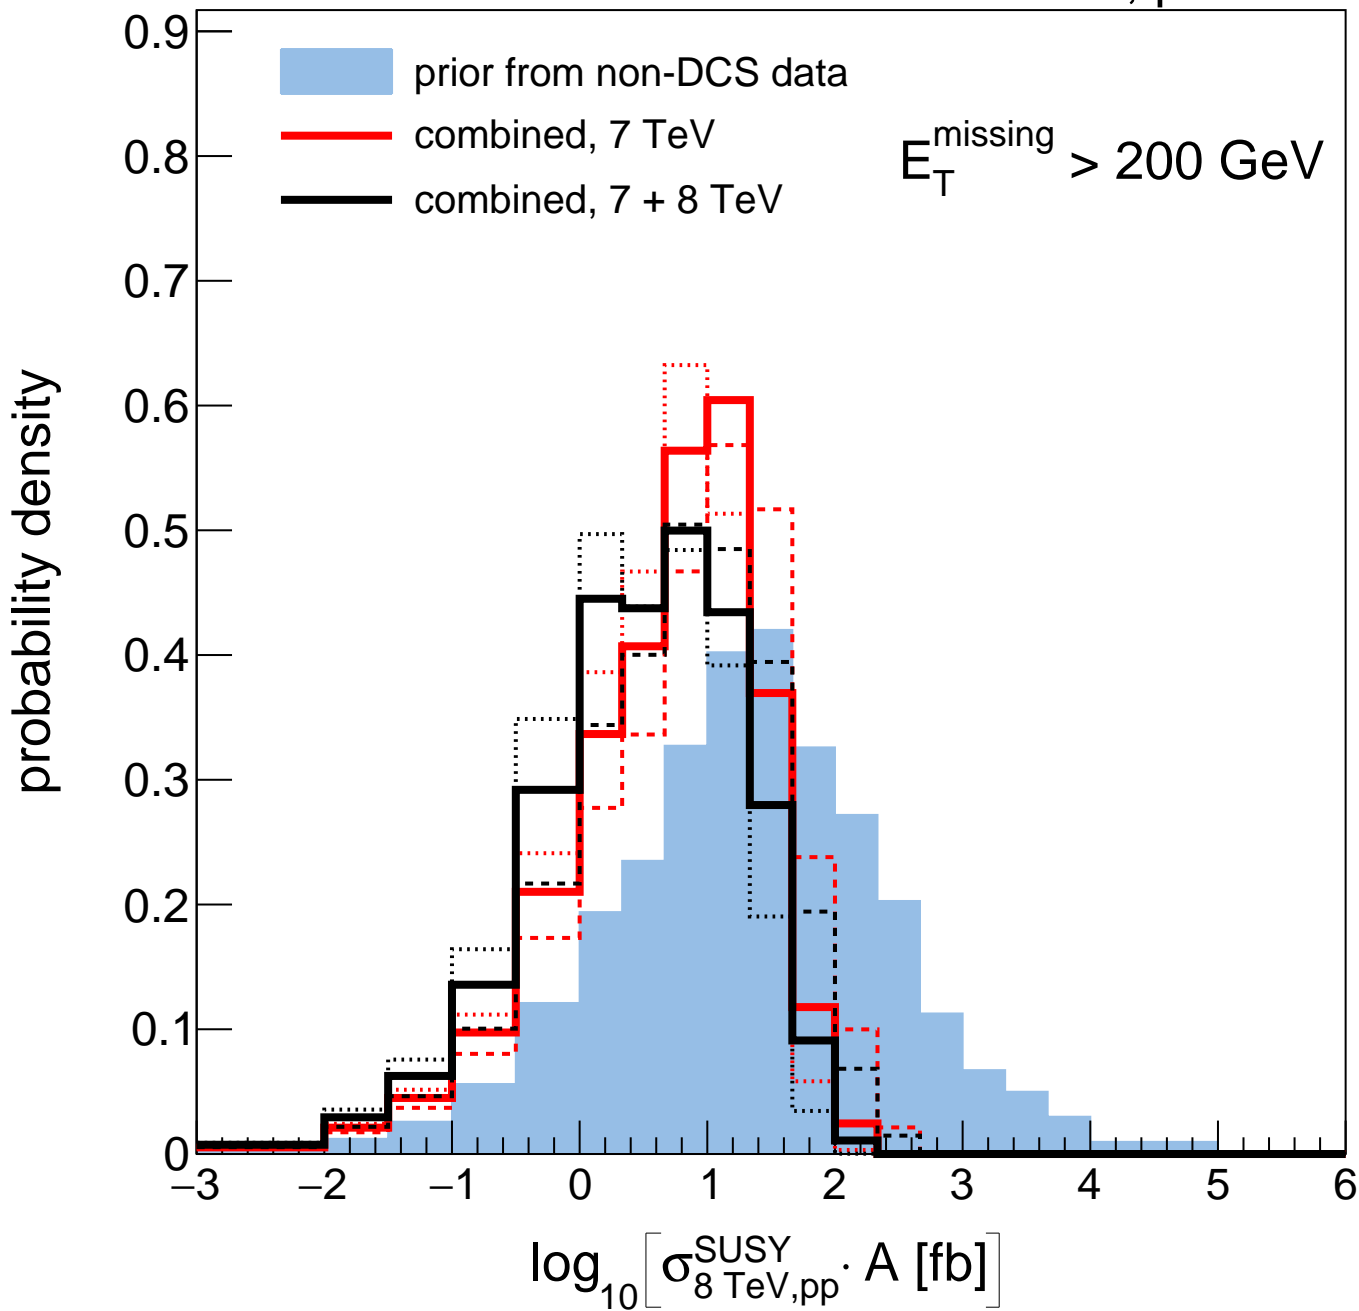 0.9
prior from non-DCS data
combined, 7 TeV
0.8
E_T^missing > 200 GeV
combined, 7 + 8 TeV
0.7
0.6
0.5
0.4
0.3
0.2
0.1
0
probability density
−3 −2 −1 0 1 2 3 4 5 6
log10[σ^SUSY_8 TeV,pp · A [fb]]